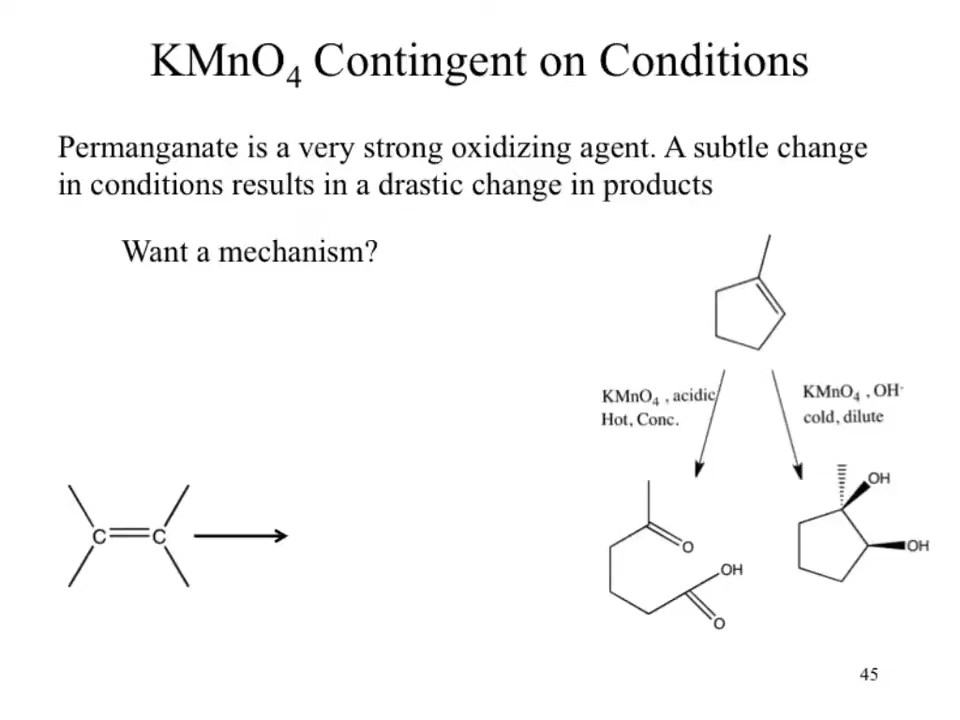 KMnO₄ Contingent on Conditions
Permanganate is a very strong oxidizing agent. A subtle change
in conditions results in a drastic change in products
Want a mechanism?
KMnO₄ , acidic
Hot, Conc.
KMnO₄ , OH⁻
cold, dilute
C C
O
OH
O
OH
OH
45